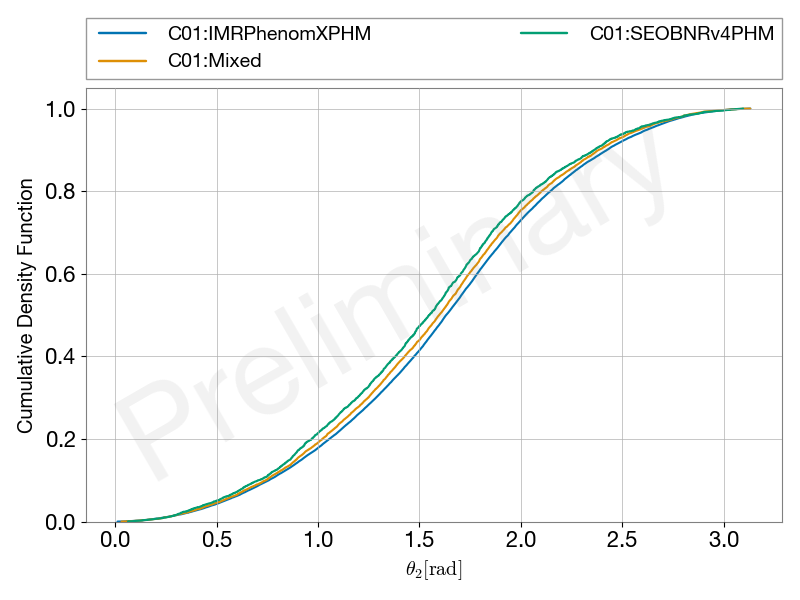 C01:IMRPhenomXPHM
C01:Mixed
C01:SEOBNRv4PHM
Preliminary
Cumulative Density Function
1.0
0.8
0.6
0.4
0.2
0.0
0.0 0.5 1.0 1.5 2.0 2.5 3.0
θ₂[rad]